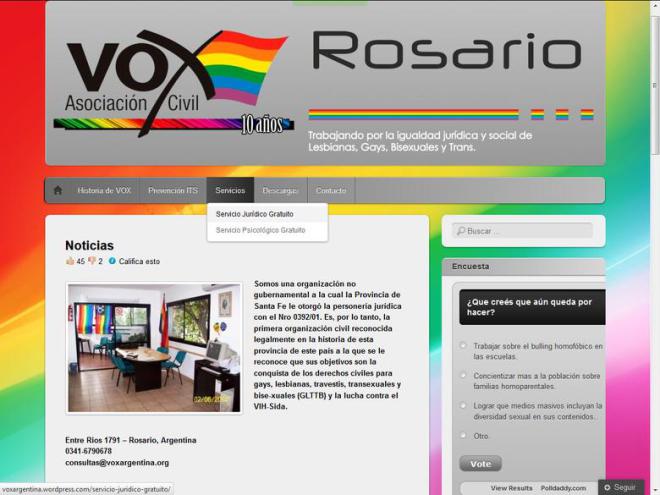 VOX
Asociación Civil
10 años
Rosario
Trabajando por la igualdad jurídica y social de
Lesbianas, Gays, Bisexuales y Trans.
Historia de VOX
Prevención ITS
Servicios
Descargas
Contacto
Servicio Jurídico Gratuito
Servicio Psicológico Gratuito
Buscar ...
Noticias
45 2 Califica esto
Somos una organización no
gubernamental a la cual la Provincia de
Santa Fe le otorgó la personería jurídica
con el Nro 0392/01. Es, por lo tanto, la
primera organización civil reconocida
legalmente en la historia de esta
provincia de este país a la que se le
reconoce que sus objetivos son la
conquista de los derechos civiles para
gays, lesbianas, travestis, transexuales y
bise-xuales (GLTTB) y la lucha contra el
VIH-Sida.
Entre Rios 1791 – Rosario, Argentina
0341-6790678
consultas@voxargentina.org
Encuesta
¿Que creés que aún queda por
hacer?
Trabajar sobre el bulling homofóbico en
las escuelas.
Concientizar mas a la población sobre
familias homoparentales.
Lograr que medios masivos incluyan la
diversidad sexual en sus contenidos..
Otro.
Vote
View Results Polldaddy.com
Seguir
voxargentina.wordpress.com/servicio-juridico-gratuito/